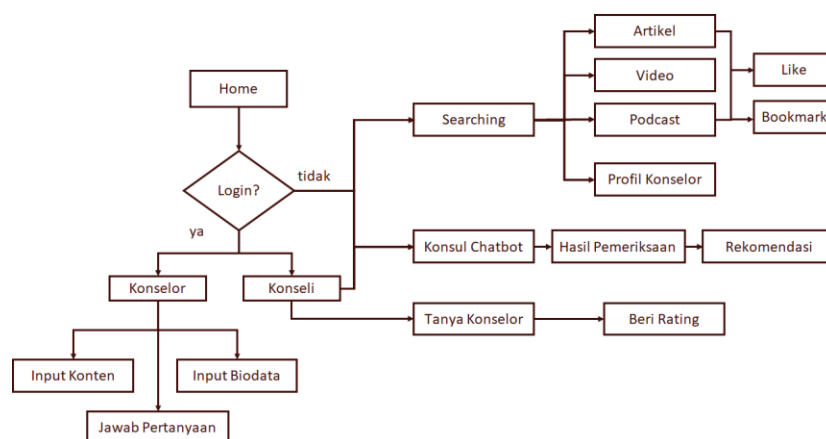 Home
Login?
tidak
ya
Konselor
Konseli
Input Konten
Input Biodata
Jawab Pertanyaan
Searching
Artikel
Video
Podcast
Profil Konselor
Like
Bookmark
Konsul Chatbot
Hasil Pemeriksaan
Rekomendasi
Tanya Konselor
Beri Rating